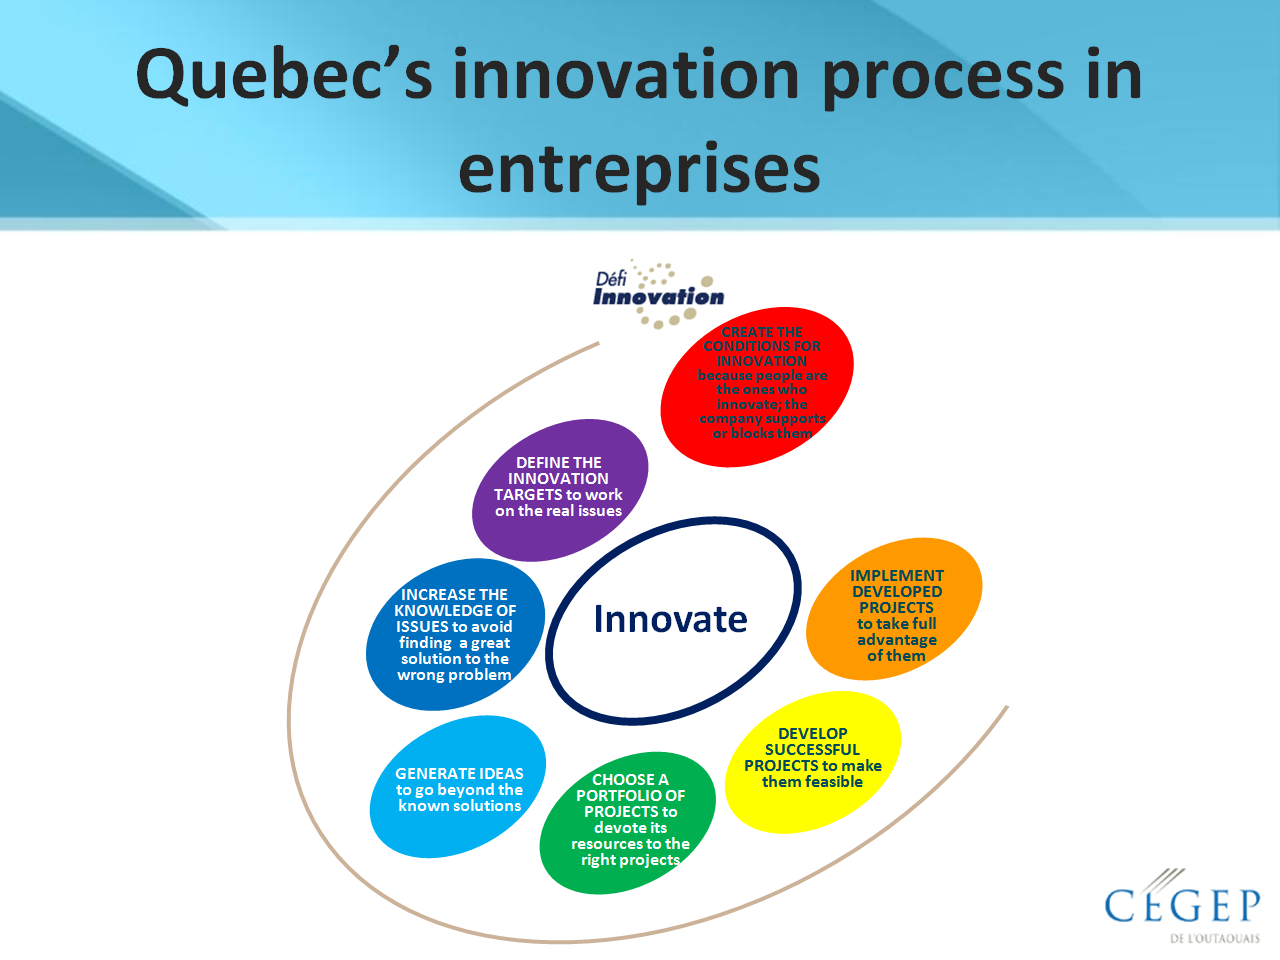 Quebec’s innovation process in
entreprises
Défi
Innovation
CREATE THE
CONDITIONS FOR
INNOVATION
because people are
the ones who
innovate; the
company supports
or blocks them
DEFINE THE
INNOVATION
TARGETS to work
on the real issues
INCREASE THE
KNOWLEDGE OF
ISSUES to avoid
finding a great
solution to the
wrong problem
GENERATE IDEAS
to go beyond the
known solutions
CHOOSE A
PORTFOLIO OF
PROJECTS to
devote its
resources to the
right projects
DEVELOP
SUCCESSFUL
PROJECTS to make
them feasible
IMPLEMENT
DEVELOPED
PROJECTS
to take full
advantage
of them
Innovate
CÉGEP
DE L'OUTAOUAIS